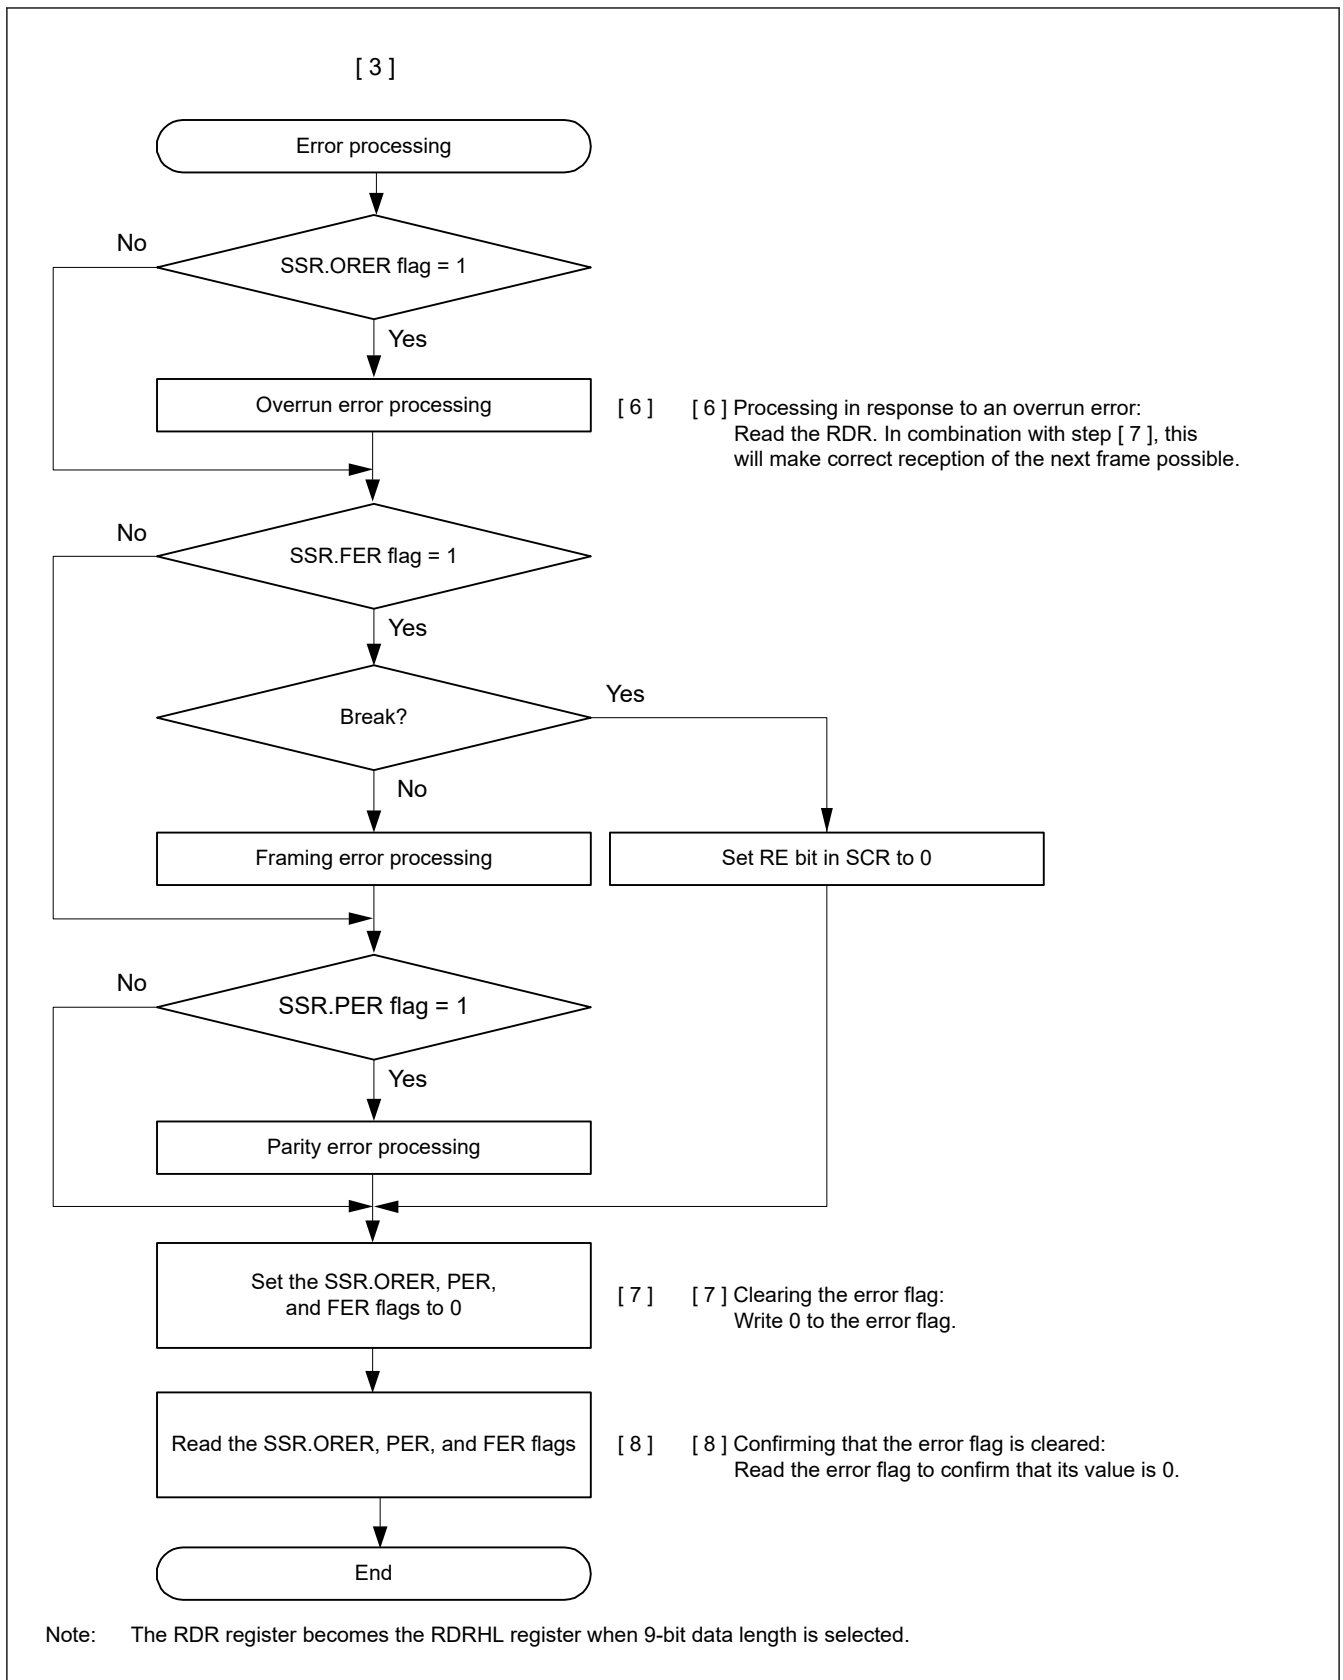 [ 3 ]
Error processing
No
SSR.ORER flag = 1
Yes
Overrun error processing
[ 6 ]
[ 6 ] Processing in response to an overrun error:
Read the RDR. In combination with step [ 7 ], this
will make correct reception of the next frame possible.
No
SSR.FER flag = 1
Yes
Break?
Yes
No
Framing error processing
Set RE bit in SCR to 0
No
SSR.PER flag = 1
Yes
Parity error processing
Set the SSR.ORER, PER,
and FER flags to 0
[ 7 ]
[ 7 ] Clearing the error flag:
Write 0 to the error flag.
Read the SSR.ORER, PER, and FER flags
[ 8 ]
[ 8 ] Confirming that the error flag is cleared:
Read the error flag to confirm that its value is 0.
End
Note: The RDR register becomes the RDRHL register when 9-bit data length is selected.